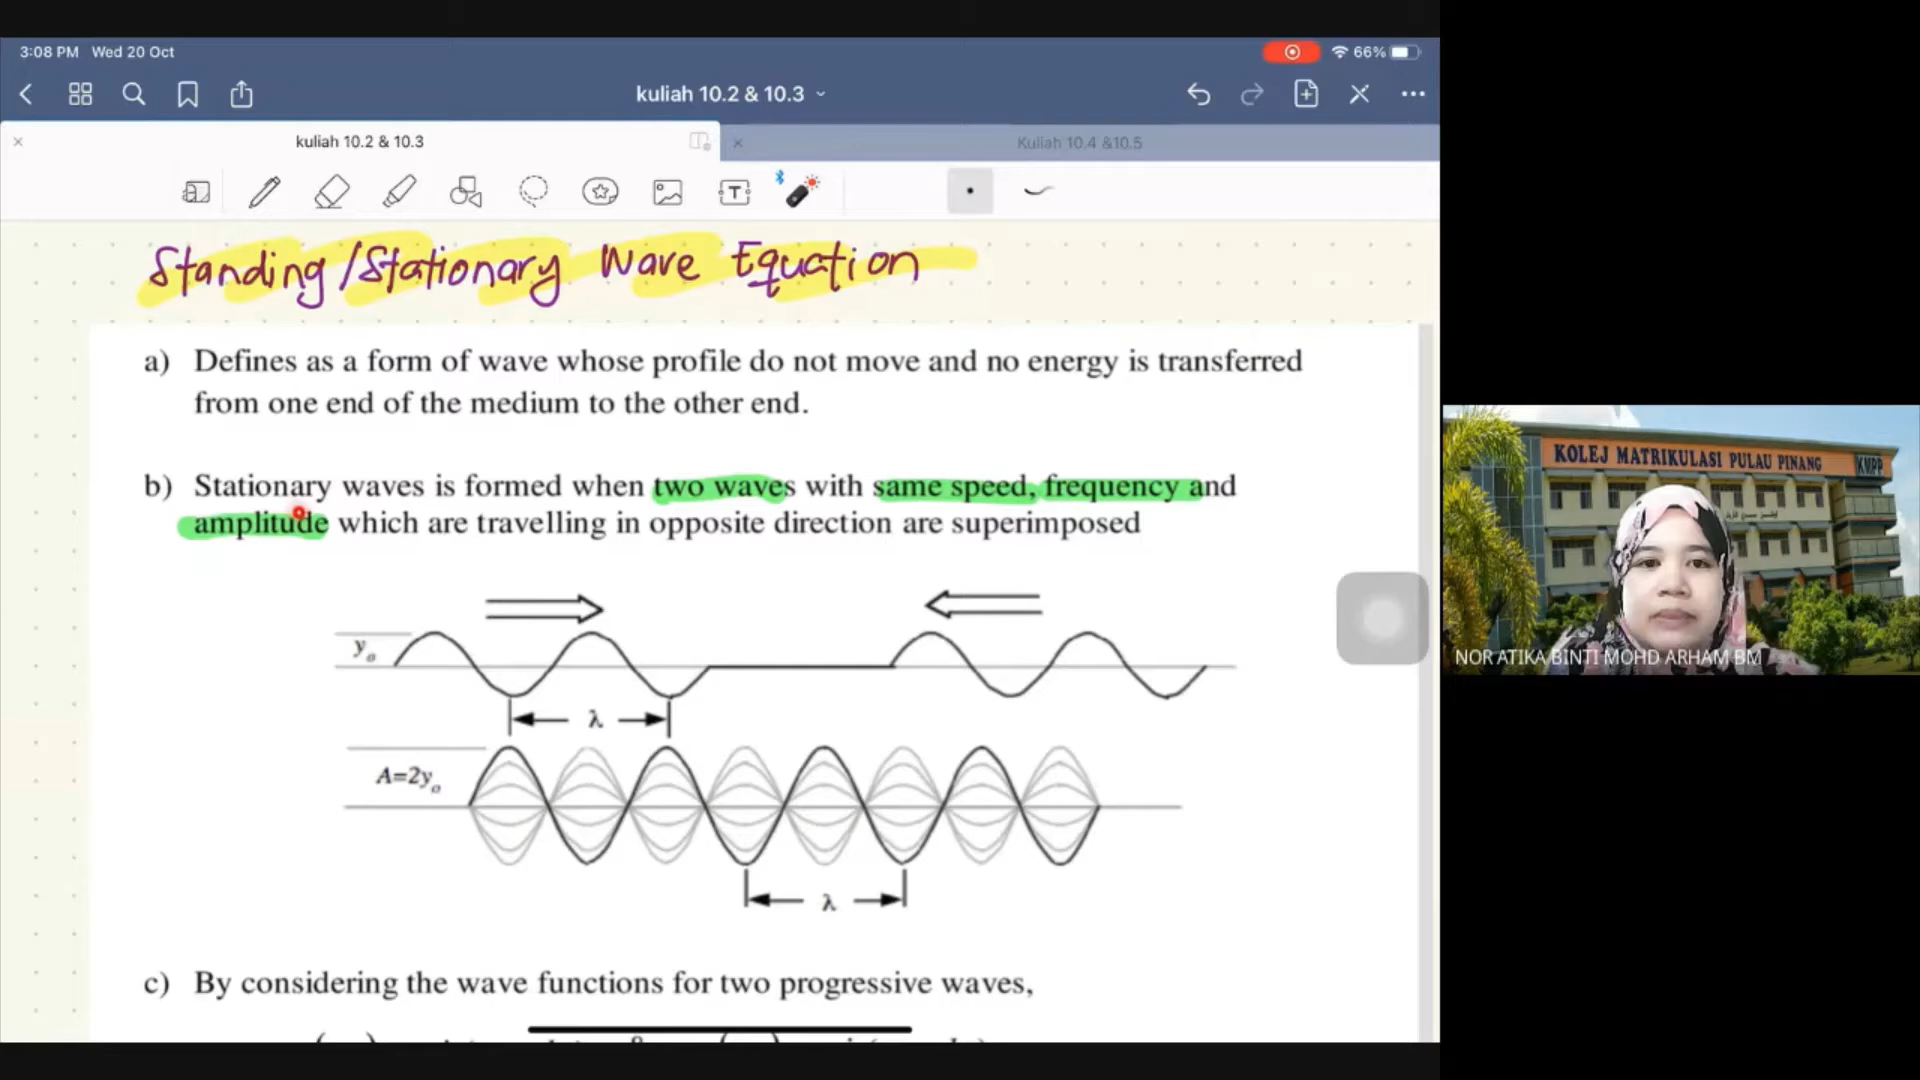 3:08 PM Wed 20 Oct
66%
kuliah 10.2 & 10.3
kuliah 10.2 & 10.3
Kuliah 10.4 &10.5
Standing/Stationary Wave Equation
a) Defines as a form of wave whose profile do not move and no energy is transferred
from one end of the medium to the other end.
b) Stationary waves is formed when two waves with same speed, frequency and
amplitude which are travelling in opposite direction are superimposed
y₀
λ
A=2y₀
λ
c) By considering the wave functions for two progressive waves,
KOLEJ MATRIKULASI PULAU PINANG
KMPP
NOR ATIKA BINTI MOHD ARHAM BM